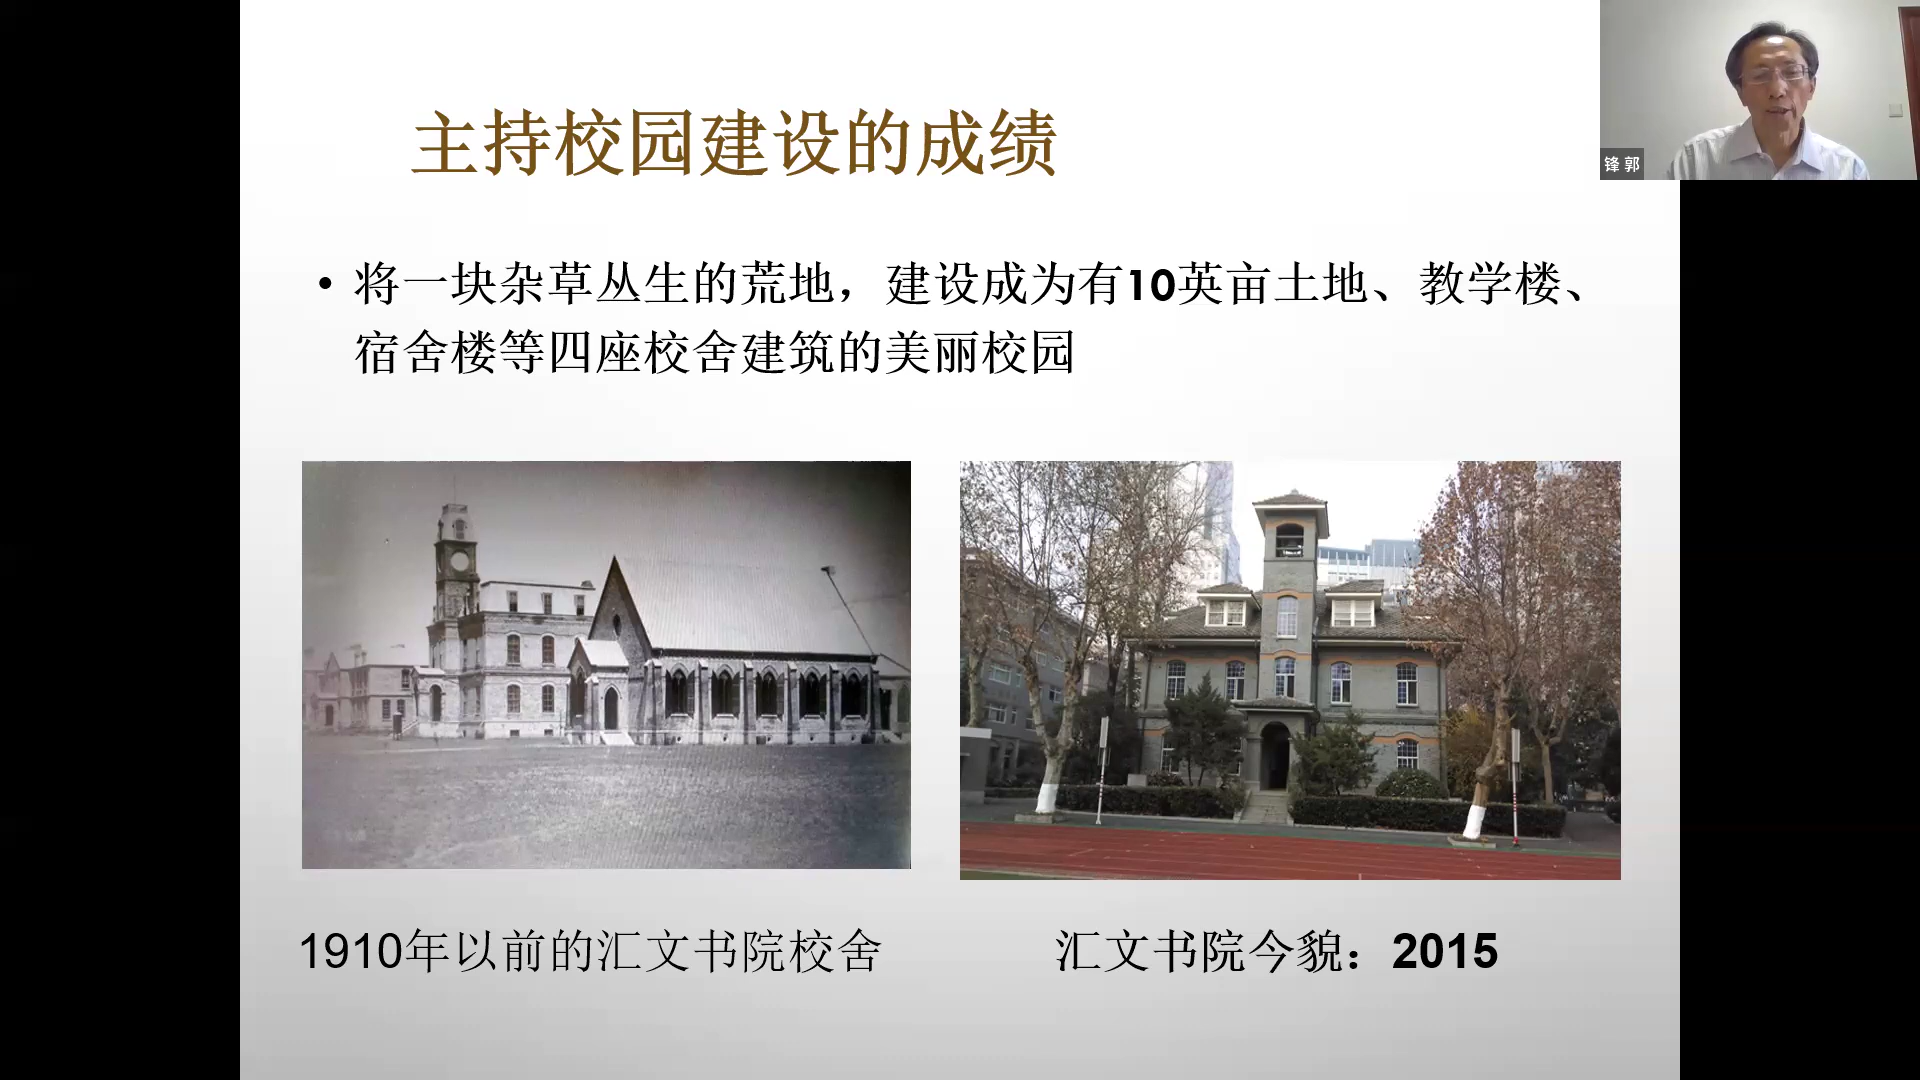 主持校园建设的成绩
锋 郭
• 将一块杂草丛生的荒地，建设成为有10英亩土地、教学楼、
宿舍楼等四座校舍建筑的美丽校园
1910年以前的汇文书院校舍
汇文书院今貌：2015